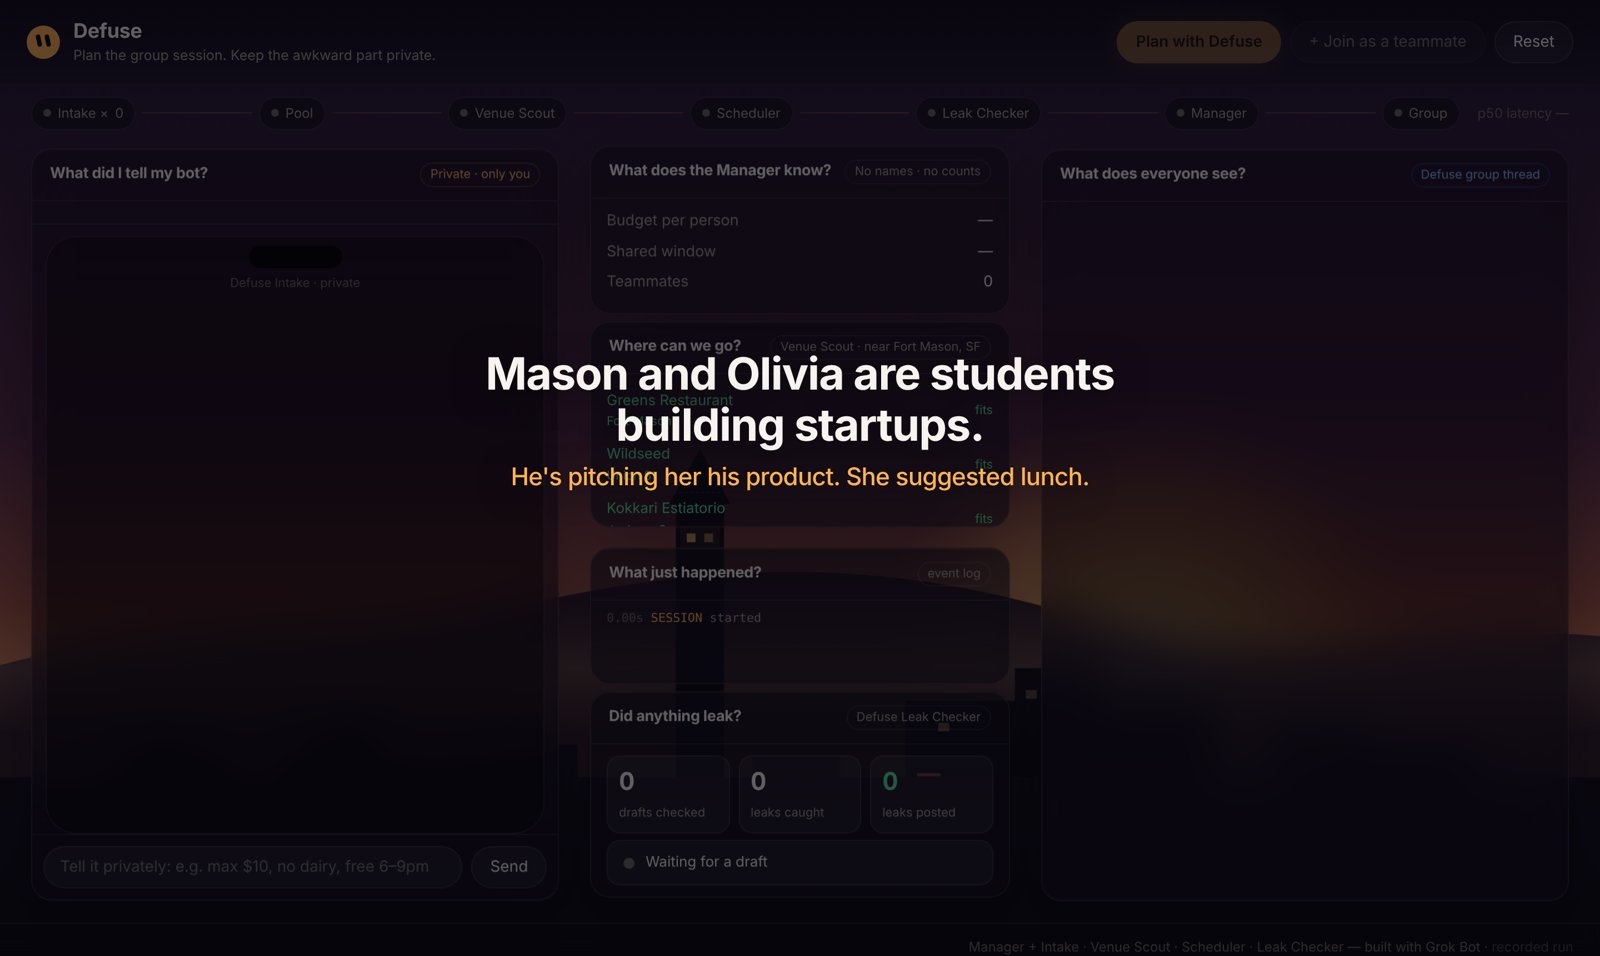 Defuse
Plan the group session. Keep the awkward part private.
Plan with Defuse
+ Join as a teammate
Reset
Intake × 0
Pool
Venue Scout
Scheduler
Leak Checker
Manager
Group
p50 latency —
What did I tell my bot?
Private · only you
Defuse Intake · private
Tell it privately: e.g. max $10, no dairy, free 6–9pm
Send
What does the Manager know?
No names · no counts
Budget per person —
Shared window —
Teammates 0
Where can we go?
Venue Scout · near Fort Mason, SF
Mason and Olivia are students
building startups.
He's pitching her his product. She suggested lunch.
Greens Restaurant
fits
Wildseed
fits
Kokkari Estiatorio
fits
What just happened?
event log
0.00s SESSION started
Did anything leak?
Defuse Leak Checker
0
drafts checked
0
leaks caught
0 —
leaks posted
Waiting for a draft
What does everyone see?
Defuse group thread
Manager + Intake · Venue Scout · Scheduler · Leak Checker — built with Grok Bot · recorded run